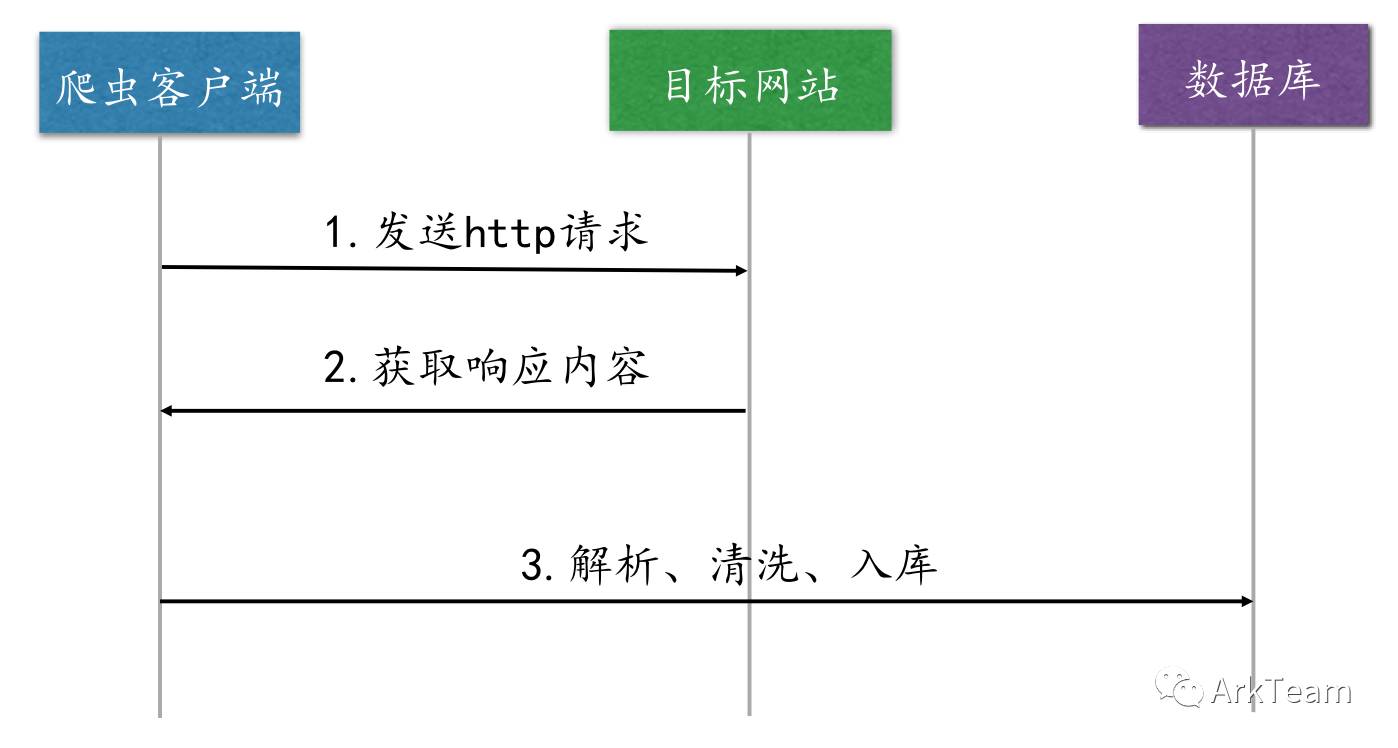 爬虫客户端
目标网站
数据库
1.发送http请求
2.获取响应内容
3.解析、清洗、入库
ArkTeam